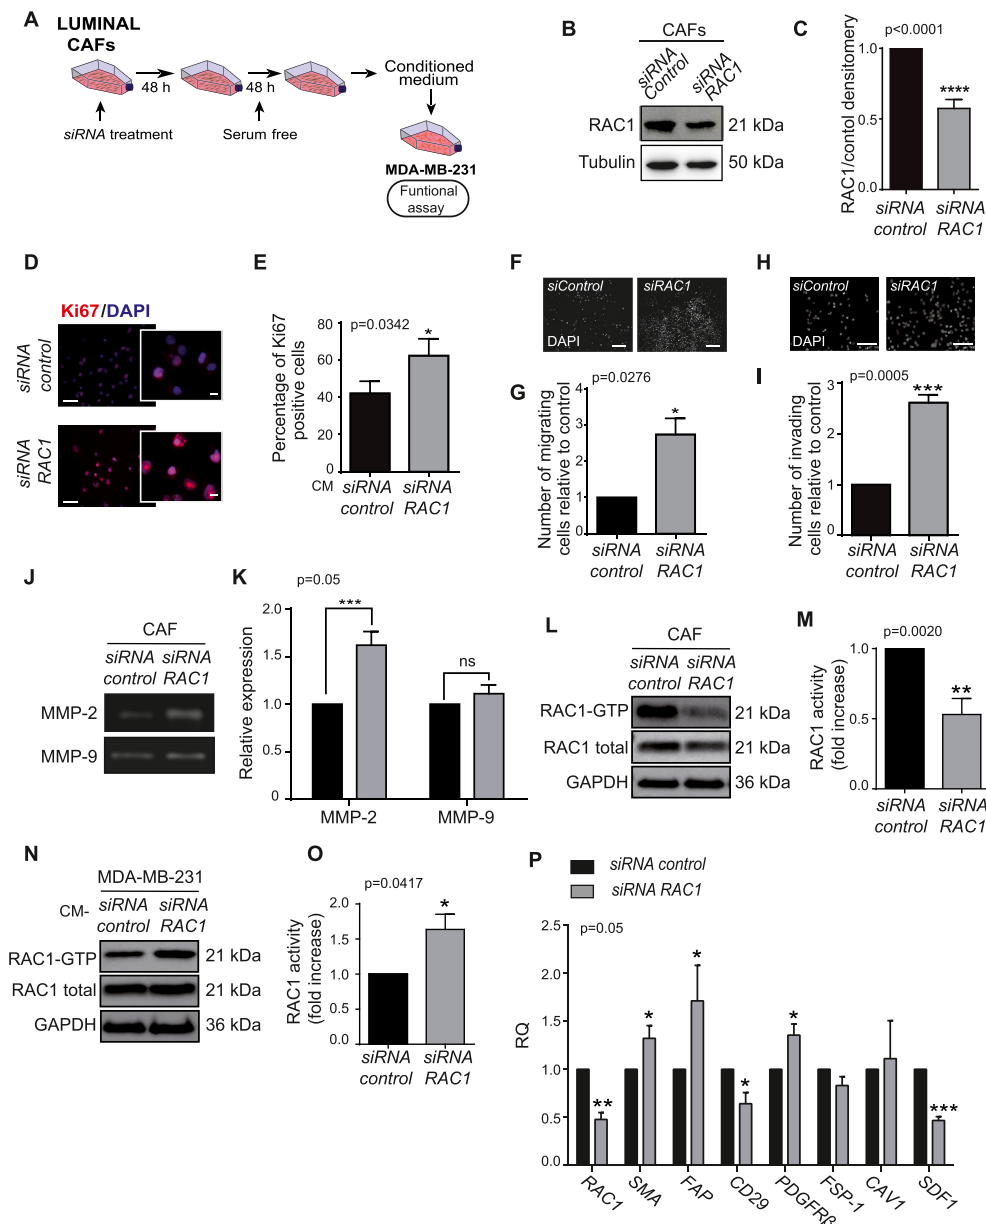 A
LUMINAL
CAFs
48 h
48 h
siRNA treatment
Serum free
Conditioned
medium
MDA-MB-231
Funtional
assay
B
CAFs
siRNA
Control
siRNA
RAC1
RAC1
21 kDa
Tubulin
50 kDa
C
p<0.0001
RAC1/contol densitomery
1.0
0.5
0.0
****
siRNA
control
siRNA
RAC1
D
Ki67/DAPI
siRNA
control
siRNA
RAC1
E
Percentage of Ki67
positive cells
80
60
40
20
0
p=0.0342
*
CM
siRNA
control
siRNA
RAC1
F
siControl
siRAC1
DAPI
G
p=0.0276
Number of migrating
cells relative to control
4
3
2
1
0
*
siRNA
control
siRNA
RAC1
H
siControl
siRAC1
DAPI
I
p=0.0005
Number of invading
cells relative to control
3.0
2
1
0
***
siRNA
control
siRNA
RAC1
J
CAF
siRNA
control
siRNA
RAC1
MMP-2
MMP-9
K
p=0.05
Relative expression
2.0
1.5
1.0
0.5
0
***
ns
MMP-2
MMP-9
L
CAF
siRNA
control
siRNA
RAC1
RAC1-GTP
21 kDa
RAC1 total
21 kDa
GAPDH
36 kDa
M
p=0.0020
RAC1 activity
(fold increase)
1.0
0.5
0.0
**
siRNA
control
siRNA
RAC1
N
MDA-MB-231
CM-
siRNA
control
siRNA
RAC1
RAC1-GTP
21 kDa
RAC1 total
21 kDa
GAPDH
36 kDa
O
p=0.0417
RAC1 activity
(fold increase)
2.0
1.5
1.0
0.5
0.0
*
siRNA
control
siRNA
RAC1
P
siRNA control
siRNA RAC1
p=0.05
RQ
2.5
2.0
1.5
1.0
0.5
0.0
**
*
*
*
*
***
RAC1
SMA
FAP
CD29
PDGFRβ
FSP-1
CAV1
SDF1